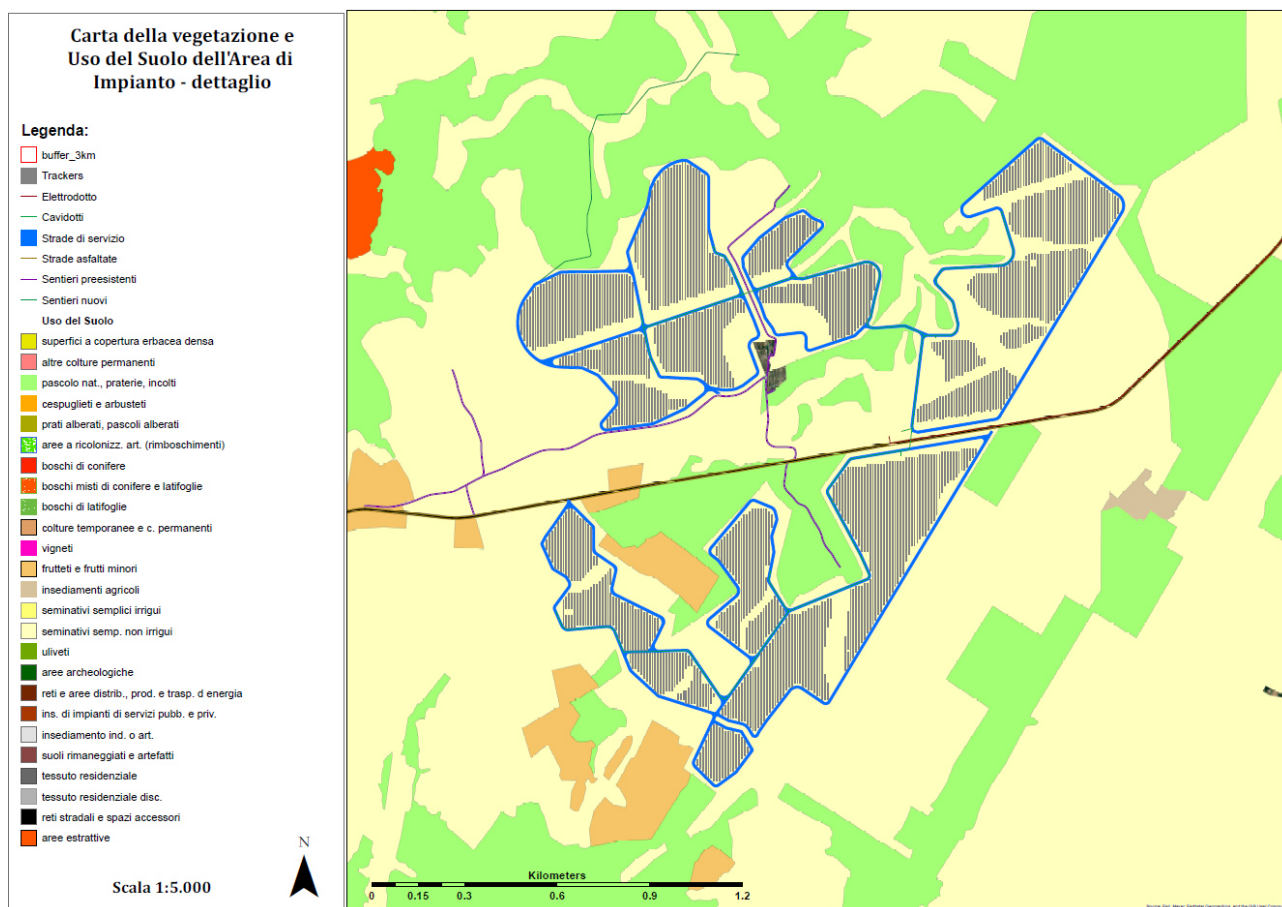 Carta della vegetazione e
Uso del Suolo dell'Area di
Impianto - dettaglio
Legenda:
buffer_3km
Trackers
Elettrodotto
Cavidotti
Strade di servizio
Strade asfaltate
Sentieri preesistenti
Sentieri nuovi
Uso del Suolo
superfici a copertura erbacea densa
altre colture permanenti
pascolo nat., praterie, incolti
cespuglieti e arbusteti
prati alberati, pascoli alberati
aree a ricolonizz. art. (rimboschimenti)
boschi di conifere
boschi misti di conifere e latifoglie
boschi di latifoglie
colture temporanee e c. permanenti
vigneti
frutteti e frutti minori
insediamenti agricoli
seminativi semplici irrigui
seminativi semp. non irrigui
uliveti
aree archeologiche
reti e aree distrib., prod. e trasp. d energia
ins. di impianti di servizi pubb. e priv.
insediamento ind. o art.
suoli rimaneggiati e artefatti
tessuto residenziale
tessuto residenziale disc.
reti stradali e spazi accessori
aree estrattive
N
Scala 1:5.000
Kilometers
0 0.15 0.3 0.6 0.9 1.2